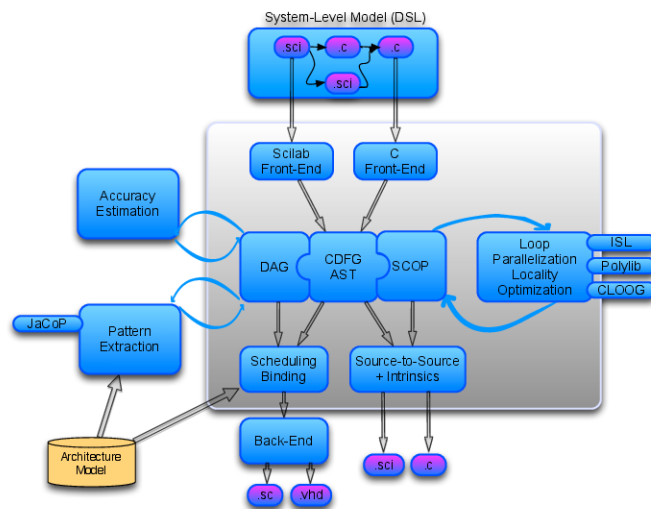 System-Level Model (DSL)
.sci
.c
.c
.sci
Scilab
Front-End
C
Front-End
Accuracy
Estimation
DAG
CDFG
AST
SCOP
Loop
Parallelization
Locality
Optimization
ISL
Polylib
CLOOG
JaCoP
Pattern
Extraction
Scheduling
Binding
Source-to-Source
+ Intrinsics
Architecture
Model
Back-End
.sci
.c
.sc
.vhd